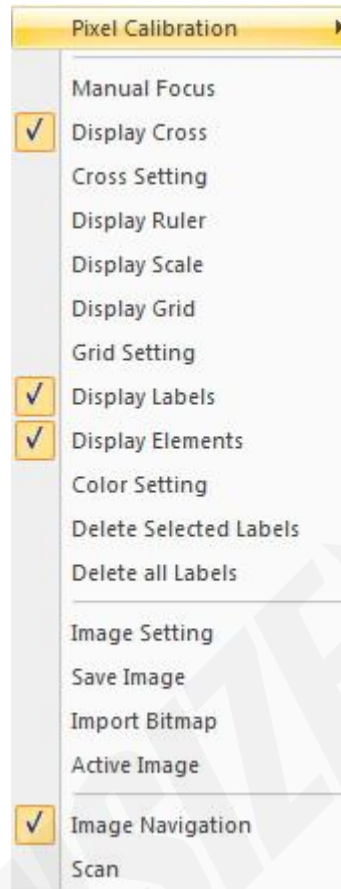 Pixel Calibration
Manual Focus
Display Cross
Cross Setting
Display Ruler
Display Scale
Display Grid
Grid Setting
Display Labels
Display Elements
Color Setting
Delete Selected Labels
Delete all Labels
Image Setting
Save Image
Import Bitmap
Active Image
Image Navigation
Scan